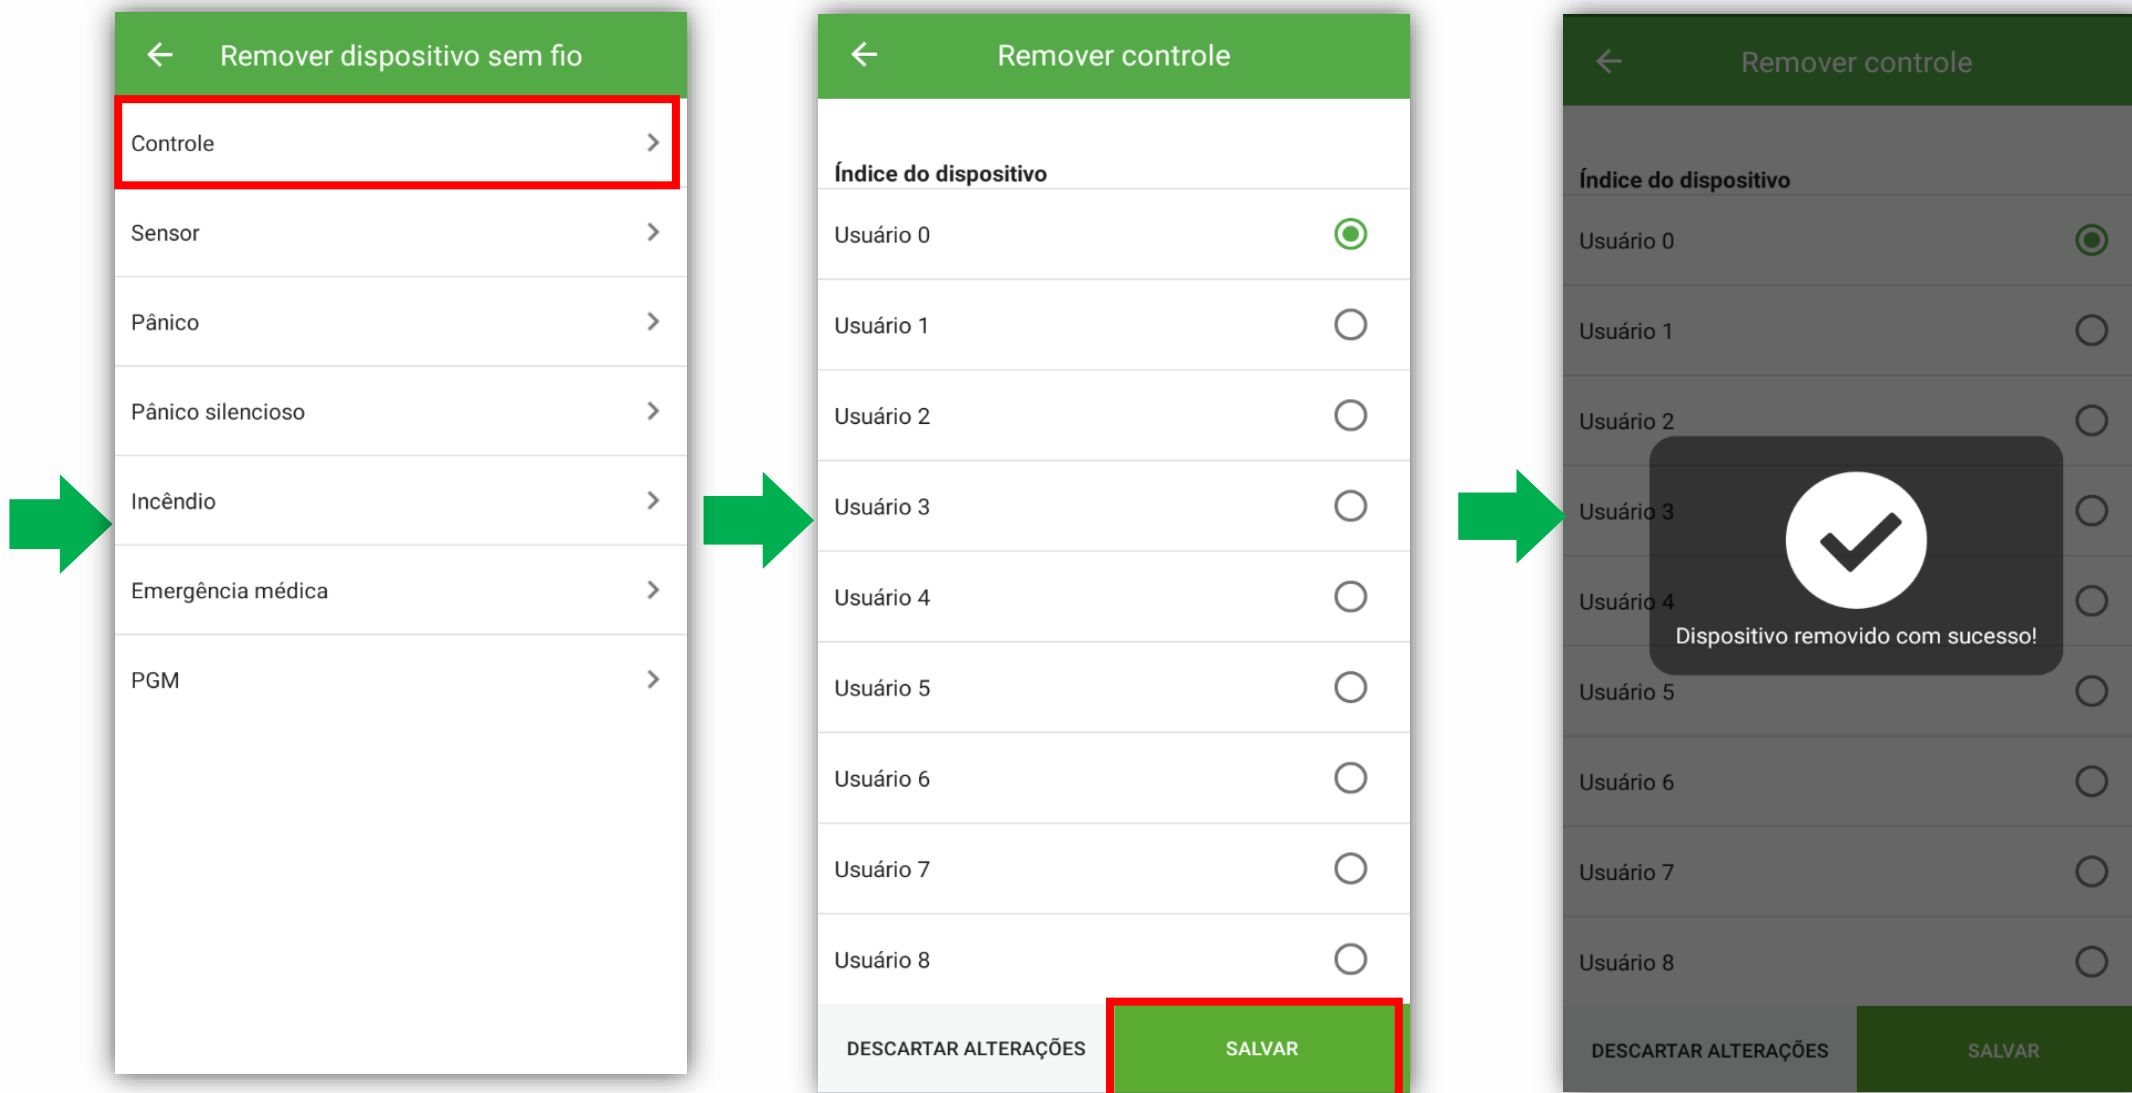 Remover dispositivo sem fio
Controle
Sensor
Pânico
Pânico silencioso
Incêndio
Emergência médica
PGM
Remover controle
Índice do dispositivo
Usuário 0
Usuário 1
Usuário 2
Usuário 3
Usuário 4
Usuário 5
Usuário 6
Usuário 7
Usuário 8
DESCARTAR ALTERAÇÕES
SALVAR
Remover controle
Índice do dispositivo
Usuário 0
Usuário 1
Usuário 2
Usuário 3
Usuário 4
Dispositivo removido com sucesso!
Usuário 5
Usuário 6
Usuário 7
Usuário 8
DESCARTAR ALTERAÇÕES
SALVAR